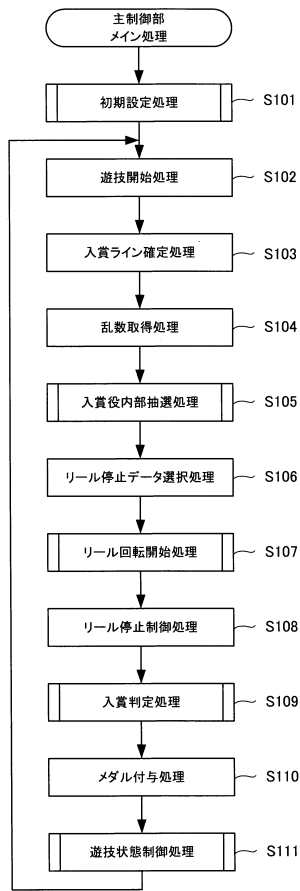 主制御部
メイン処理
初期設定処理 S101
遊技開始処理 S102
入賞ライン確定処理 S103
乱数取得処理 S104
入賞役内部抽選処理 S105
リール停止データ選択処理 S106
リール回転開始処理 S107
リール停止制御処理 S108
入賞判定処理 S109
メダル付与処理 S110
遊技状態制御処理 S111